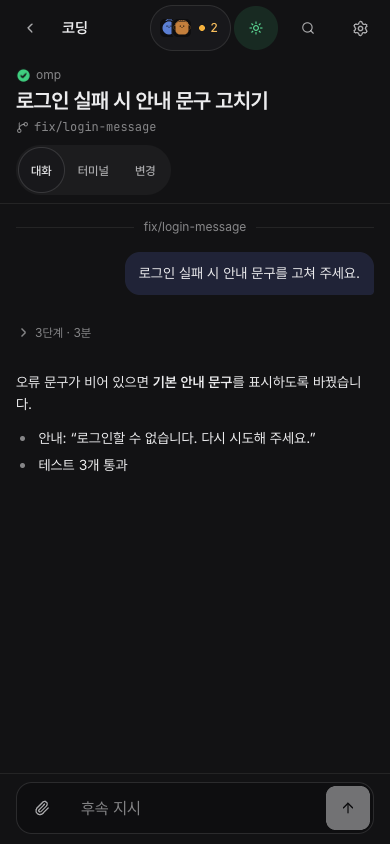 코딩
2
omp
로그인 실패 시 안내 문구 고치기
fix/login-message
대화 터미널 변경
fix/login-message
로그인 실패 시 안내 문구를 고쳐 주세요.
3단계 · 3분
오류 문구가 비어 있으면 기본 안내 문구를 표시하도록 바꿨습니
다.
안내: “로그인할 수 없습니다. 다시 시도해 주세요.”
테스트 3개 통과
후속 지시